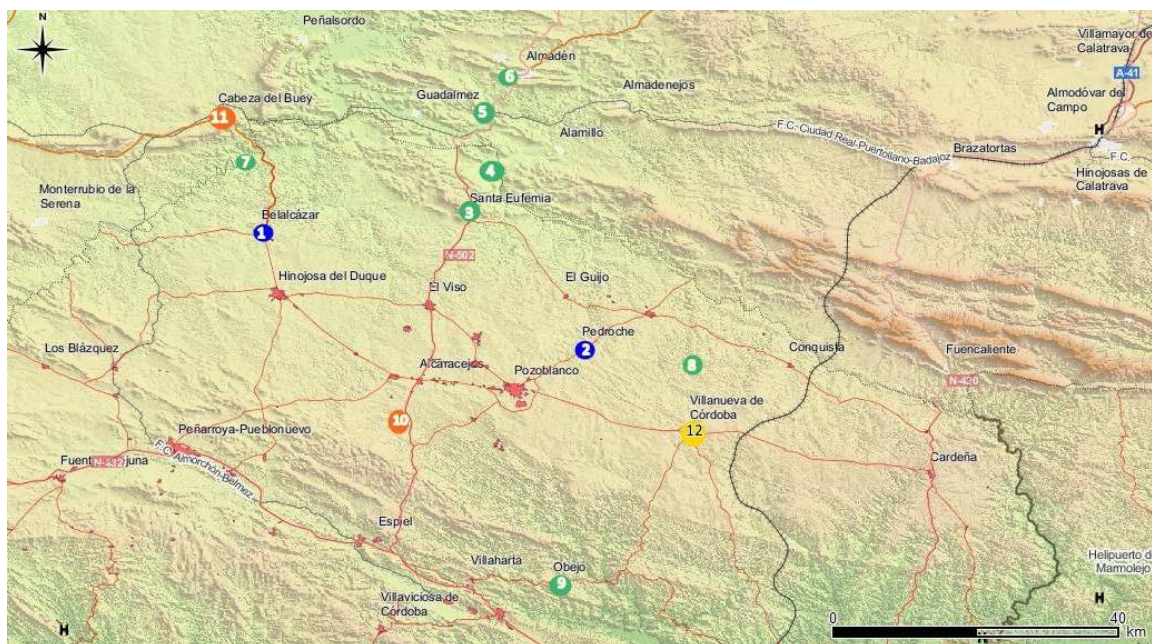 N
Peñalsordo
Villamayor de
Calatrava
Almadén
6
A-41
Almadenejos
Guadalmez
Almodóvar del
Campo
Cabeza del Buey
5
11
Alamillo
H
F.C. Ciudad Real-Puertollano-Badajoz
Brazatortas
F.C.
7
4
Hinojosas de
Calatrava
Monterrubio de la
Serena
Santa Eufemia
3
Belalcázar
1
N-502
Hinojosa del Duque
El Guijo
El Viso
Pedroche
Los Blázquez
2
Conquista
Fuencaliente
Alcaracejos
Pozoblanco
8
N-420
Villanueva de
Córdoba
10
12
Peñarroya-Pueblonuevo
F.C. Almorchón-Belmez
N-432
Cardeña
Espiel
Villaharta
Obejo
9
Helipuerto de
Marmolejo
Villaviciosa de
Córdoba
H
H
0
40
km